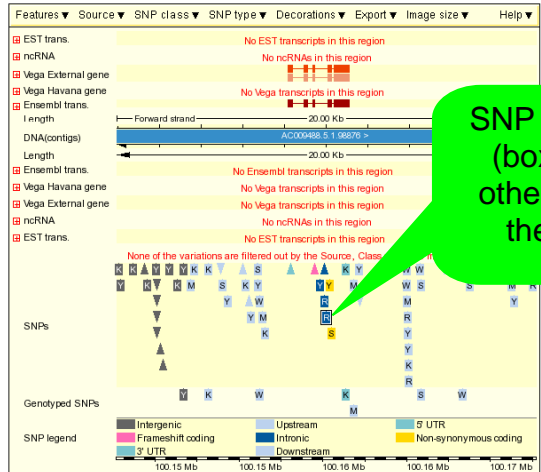 Features▼ Source▼ SNP class▼ SNP type▼ Decorations▼ Export▼ Image size▼ Help▼
EST trans. No EST transcripts in this region
ncRNA No ncRNAs in this region
Vega External gene
Vega Havana gene No Vega transcripts in this region
Ensembl trans.
Length Forward strand 20.00 Kb
DNA(contigs) AC009488.5.1.98876 >
Length 20.00 Kb
Ensembl trans. No Ensembl transcripts in this region
Vega Havana gene No Vega transcripts in this region
Vega External gene No Vega transcripts in this region
ncRNA No ncRNAs in this region
EST trans. No EST transcripts in this region
SNP
(box
othe
the
None of the variations are filtered out by the Source, Class
K K Y Y Y K K Y S K Y W W
Y K K M S K Y Y Y M
Y W R Y
SNPs Y M R R
K S Y
Y
K
R
Genotyped SNPs Y K W K S W
M
SNP legend
Intergenic Upstream 5' UTR
Frameshift coding Intronic Non-synonymous coding
3' UTR Downstream
100.15 Mb 100.15 Mb 100.16 Mb 100.16 Mb 100.17 Mb